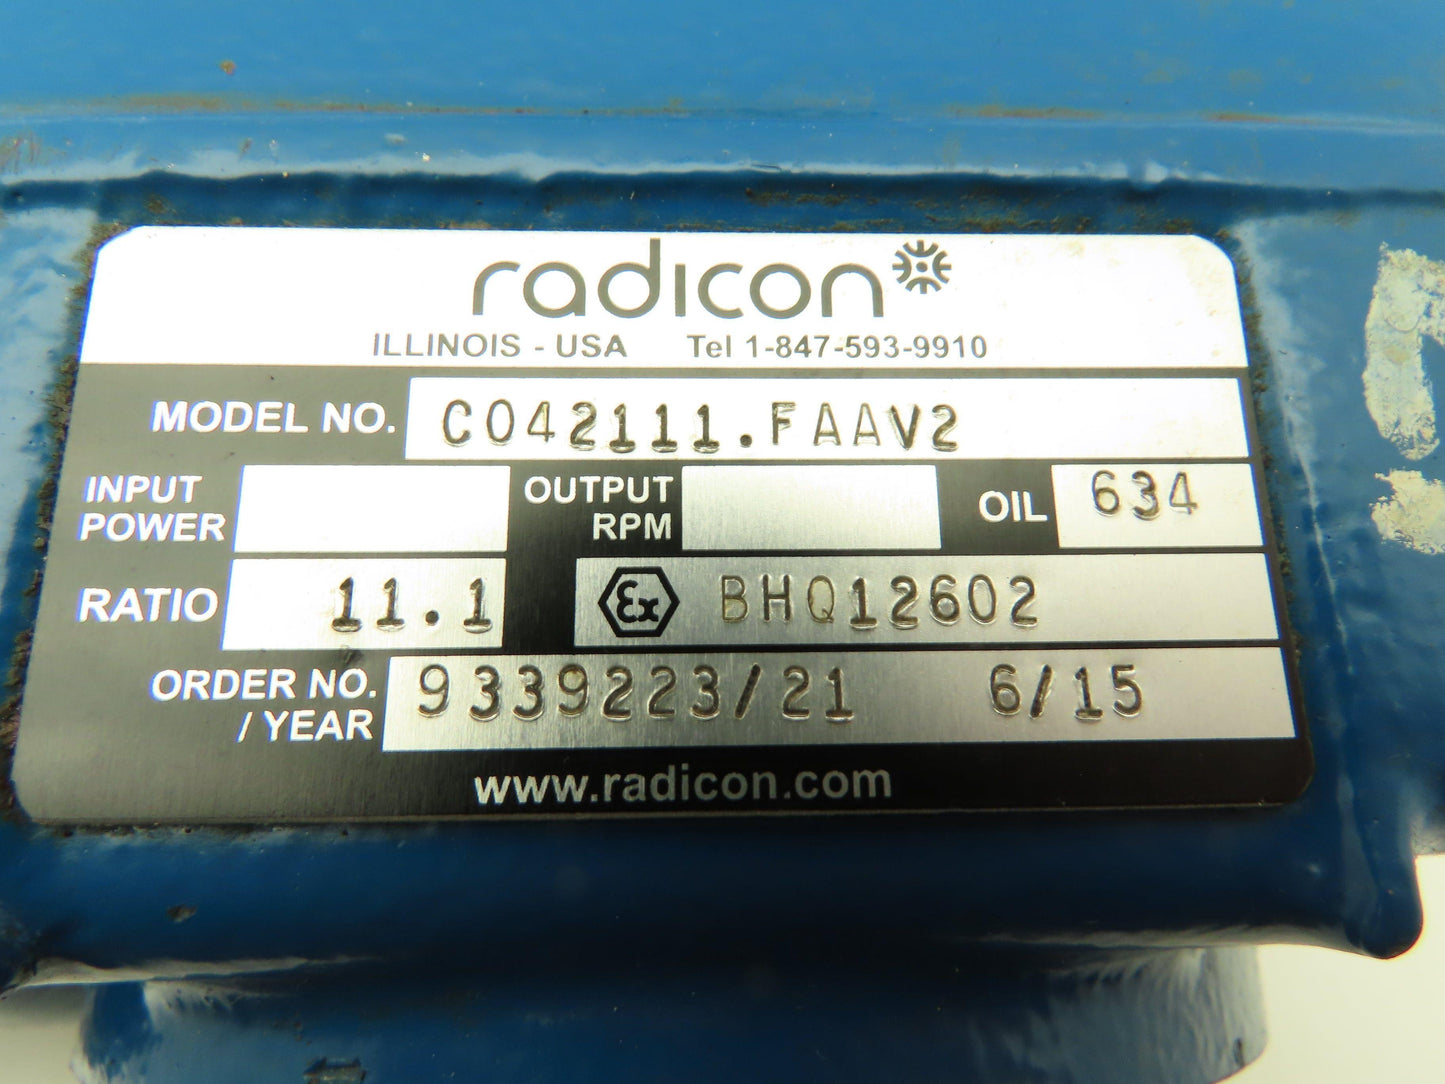 radicon
ILLINOIS - USA Tel 1-847-593-9910
MODEL NO. C042111.FAAV2
INPUT POWER
OUTPUT RPM
OIL 634
RATIO 11.1
Ex BHQ12602
ORDER NO. / YEAR 9339223/21 6/15
www.radicon.com